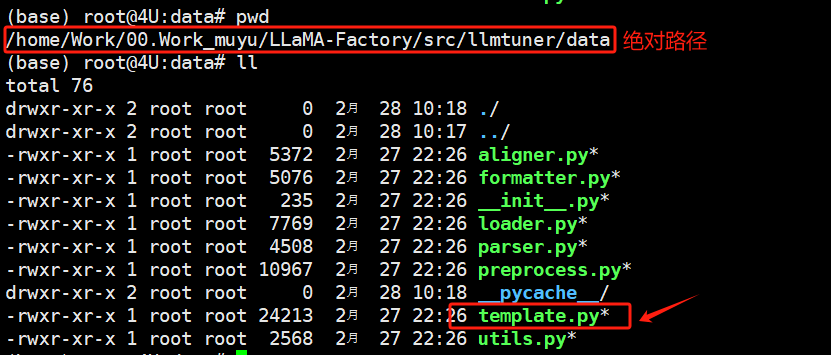 (base) root@4U:data# pwd
/home/Work/00.Work_muyu/LLaMA-Factory/src/llmtuner/data 绝对路径
(base) root@4U:data# ll
total 76
drwxr-xr-x 2 root root     0  2月  28 10:18 ./
drwxr-xr-x 2 root root     0  2月  28 10:17 ../
-rwxr-xr-x 1 root root  5372  2月  27 22:26 aligner.py*
-rwxr-xr-x 1 root root  5076  2月  27 22:26 formatter.py*
-rwxr-xr-x 1 root root   235  2月  27 22:26 __init__.py*
-rwxr-xr-x 1 root root  7769  2月  27 22:26 loader.py*
-rwxr-xr-x 1 root root  4508  2月  27 22:26 parser.py*
-rwxr-xr-x 1 root root 10967  2月  27 22:26 preprocess.py*
drwxr-xr-x 2 root root     0  2月  28 10:18 __pycache__/
-rwxr-xr-x 1 root root 24213  2月  27 22:26 template.py*
-rwxr-xr-x 1 root root  2568  2月  27 22:26 utils.py*